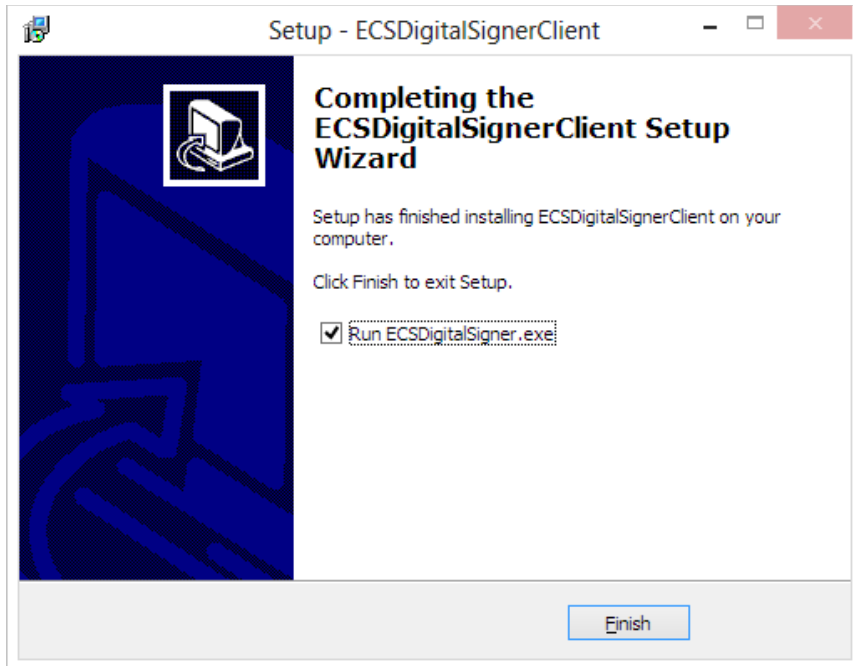 Setup - ECSDigitalSignerClient
Completing the
ECSDigitalSignerClient Setup
Wizard
Setup has finished installing ECSDigitalSignerClient on your
computer.
Click Finish to exit Setup.
Run ECSDigitalSigner.exe
Finish